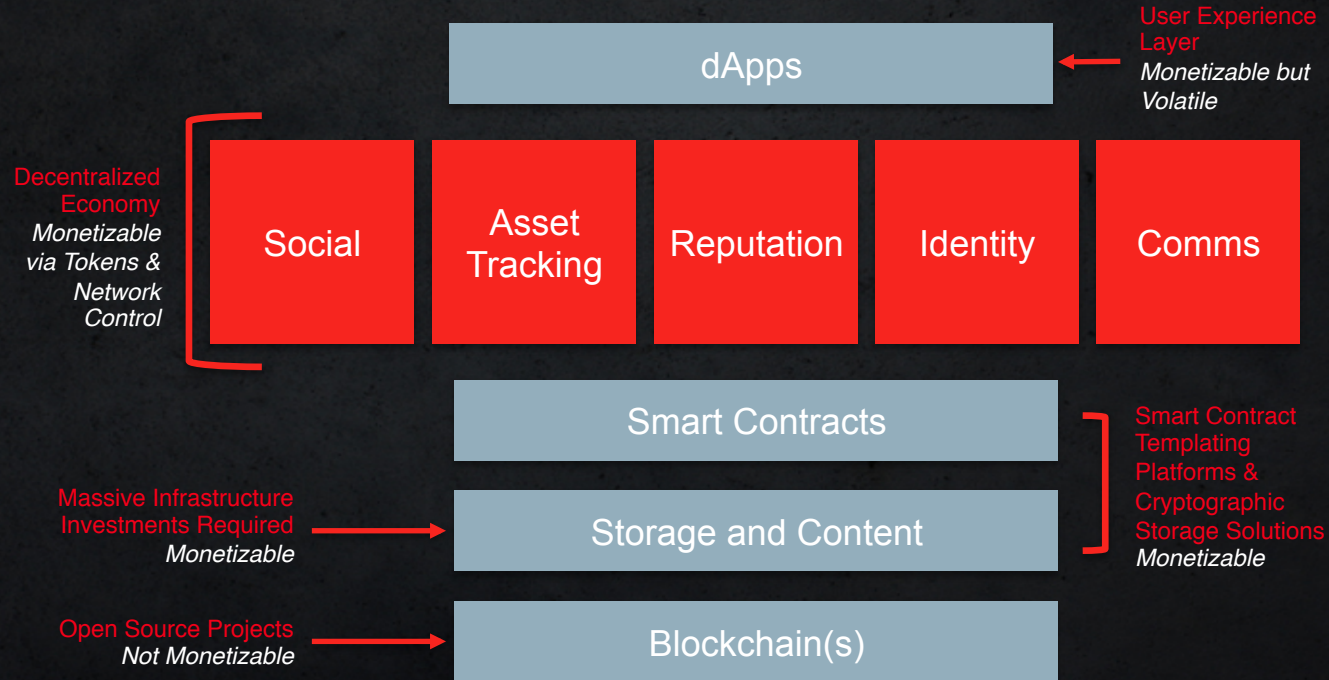 dApps
User Experience
Layer
Monetizable but
Volatile
Decentralized
Economy
Monetizable
via Tokens &
Network
Control
Social
Asset
Tracking
Reputation
Identity
Comms
Smart Contracts
Smart Contract
Templating
Platforms &
Cryptographic
Storage Solutions
Monetizable
Massive Infrastructure
Investments Required
Monetizable
Storage and Content
Open Source Projects
Not Monetizable
Blockchain(s)